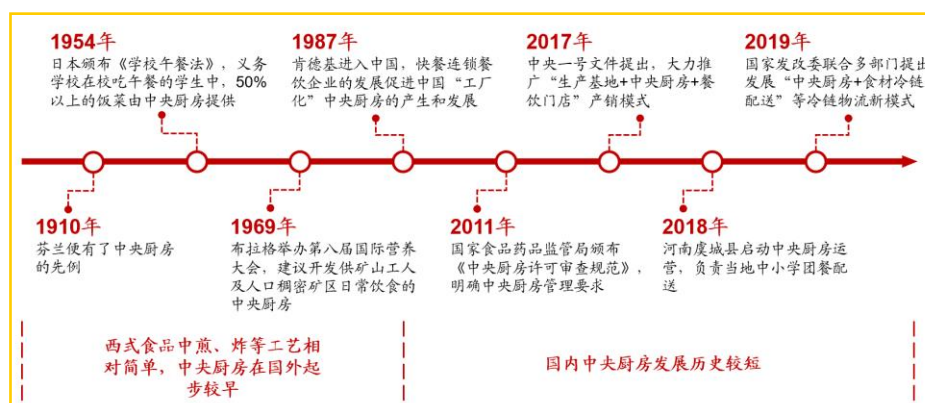 1954年
日本颁布《学校午餐法》，义务
学校在校吃午餐的学生中，50%
以上的饭菜由中央厨房提供
1987年
肯德基进入中国，快餐连锁餐
饮企业的发展促进中国“工厂
化”中央厨房的产生和发展
2017年
中央一号文件提出，大力推
广“生产基地+中央厨房+餐
饮门店”产销模式
2019年
国家发改委联合多部门提出
发展“中央厨房+食材冷链
配送”等冷链物流新模式
1910年
芬兰便有了中央厨房
的先例
1969年
布拉格举办第八届国际营养
大会，建议开发供矿山工人
及人口稠密矿区日常饮食的
中央厨房
2011年
国家食品药品监管局颁布
《中央厨房许可审查规范》，
明确中央厨房管理要求
2018年
河南虞城县启动中央厨房运
营，负责当地中小学团餐配
送
西式食品中煎、炸等工艺相
对简单，中央厨房在国外起
步较早
国内中央厨房发展历史较短